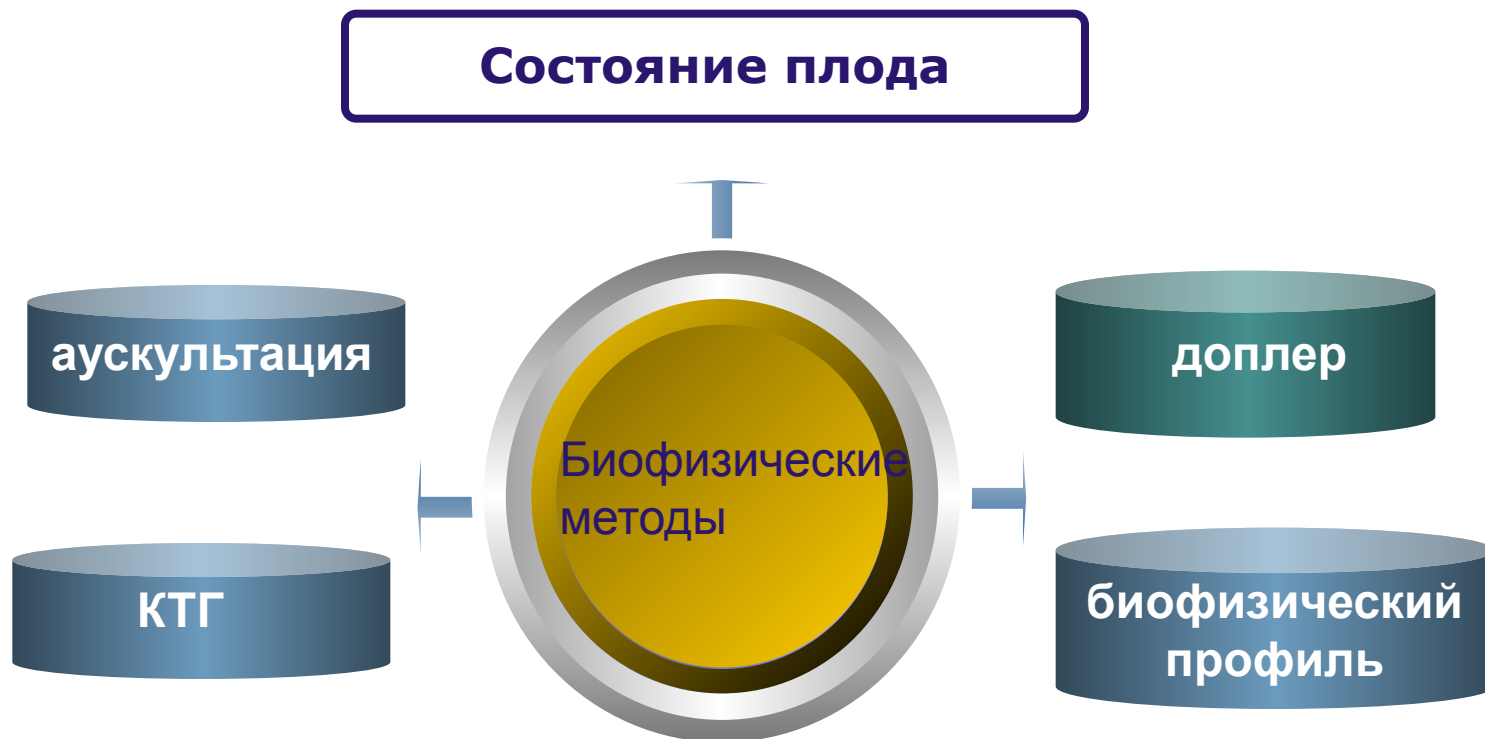 Состояние плода
аускультация
доплер
Биофизические
методы
КТГ
биофизический
профиль